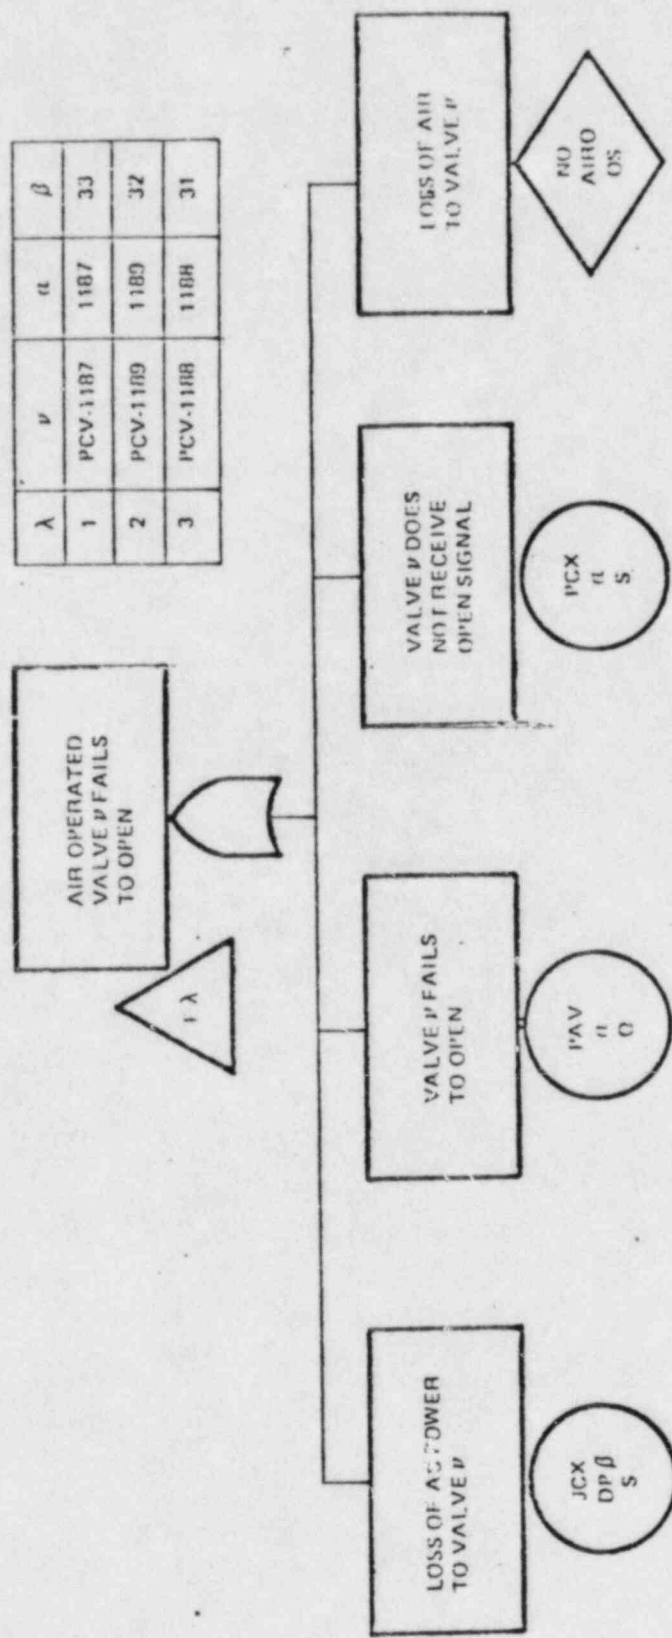 λ ν α β
1 PCV-1187 1187 33
2 PCV-1189 1189 32
3 PCV-1188 1188 31
AIR OPERATED
VALVE ν FAILS
TO OPEN
1 λ
LOSS OF AC POWER
TO VALVE ν
JCX
DP β
S
VALVE ν FAILS
TO OPEN
PAV
α
VALVE ν DOES
NOT RECEIVE
OPEN SIGNAL
PCX
α
S
LOSS OF AIR
TO VALVE ν
NO
AIRO
OS